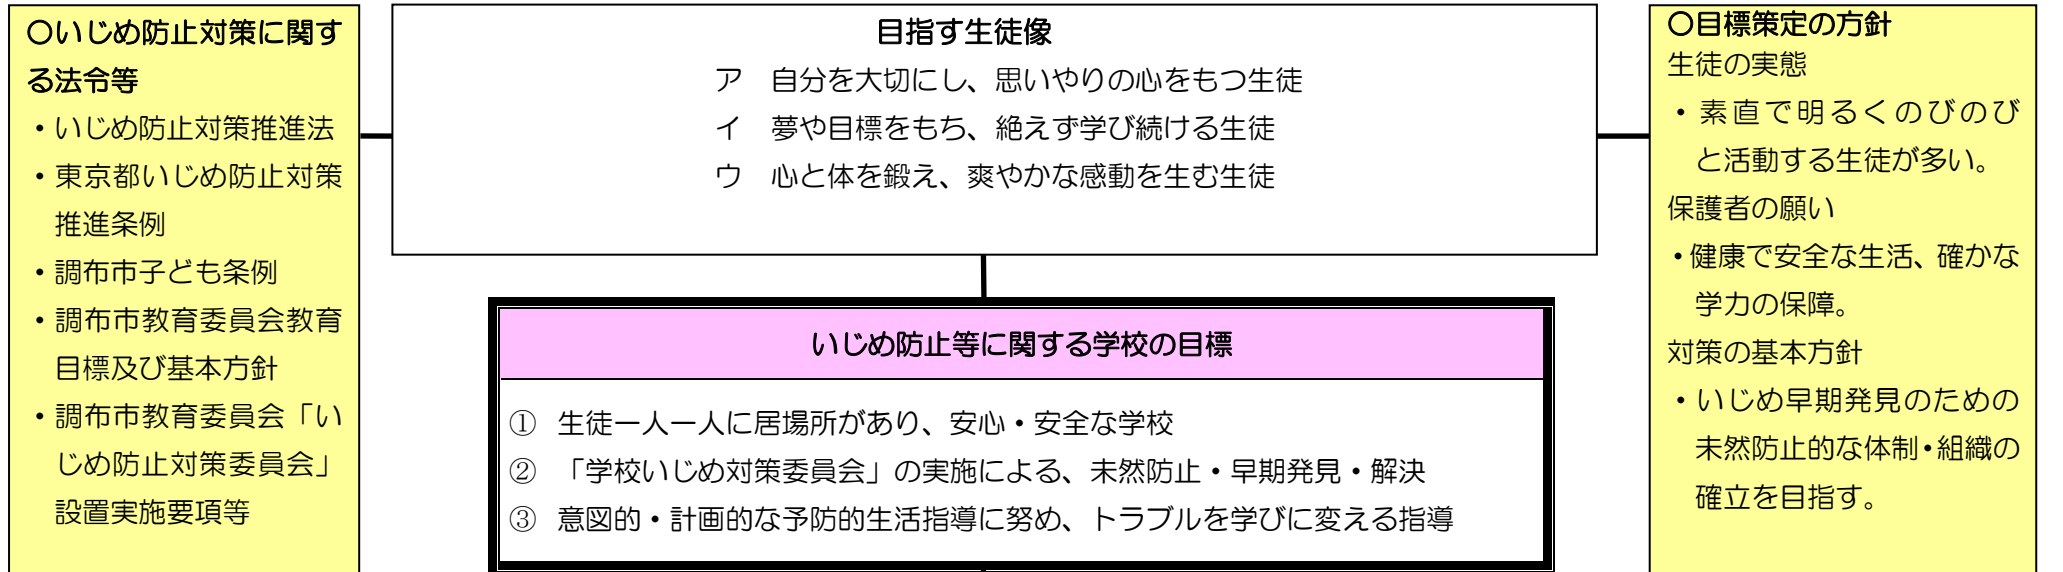 〇いじめ防止対策に関す
る法令等
・いじめ防止対策推進法
・東京都いじめ防止対策
推進条例
・調布市子ども条例
・調布市教育委員会教育
目標及び基本方針
・調布市教育委員会「い
じめ防止対策委員会」
設置実施要項等
目指す生徒像
ア 自分を大切にし、思いやりの心をもつ生徒
イ 夢や目標をもち、絶えず学び続ける生徒
ウ 心と体を鍛え、爽やかな感動を生む生徒
いじめ防止等に関する学校の目標
① 生徒一人一人に居場所があり、安心・安全な学校
② 「学校いじめ対策委員会」の実施による、未然防止・早期発見・解決
③ 意図的・計画的な予防的生活指導に努め、トラブルを学びに変える指導
〇目標策定の方針
生徒の実態
・素直で明るくのびのび
と活動する生徒が多い。
保護者の願い
・健康で安全な生活、確かな
学力の保障。
対策の基本方針
・いじめ早期発見のための
未然防止的な体制・組織の
確立を目指す。